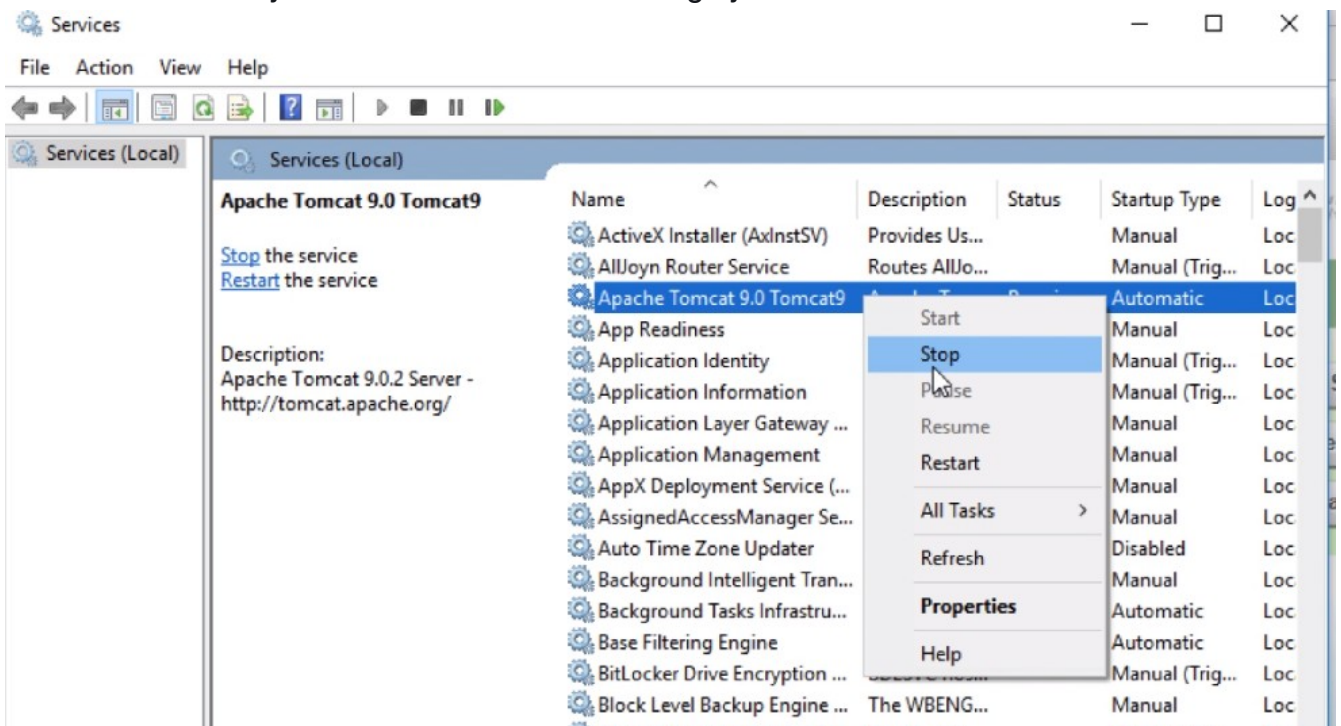 Services
File Action View Help
Services (Local)
Services (Local)
Apache Tomcat 9.0 Tomcat9
Stop the service
Restart the service
Description:
Apache Tomcat 9.0.2 Server -
http://tomcat.apache.org/
Name Description Status Startup Type Log
ActiveX Installer (AxInstSV) Provides Us... Manual Loc
AllJoyn Router Service Routes AllJo... Manual (Trig... Loc
Apache Tomcat 9.0 Tomcat9 Automatic Loc
App Readiness Manual Loc
Application Identity Manual (Trig... Loc
Application Information Manual (Trig... Loc
Application Layer Gateway ... Manual Loc
Application Management Manual Loc
AppX Deployment Service (... Manual Loc
AssignedAccessManager Se... Manual Loc
Auto Time Zone Updater Disabled Loc
Background Intelligent Tran... Manual Loc
Background Tasks Infrastru... Automatic Loc
Base Filtering Engine Automatic Loc
BitLocker Drive Encryption ... Manual (Trig... Loc
Block Level Backup Engine ... The WBENG... Manual Loc
Start
Stop
Pause
Resume
Restart
All Tasks >
Refresh
Properties
Help